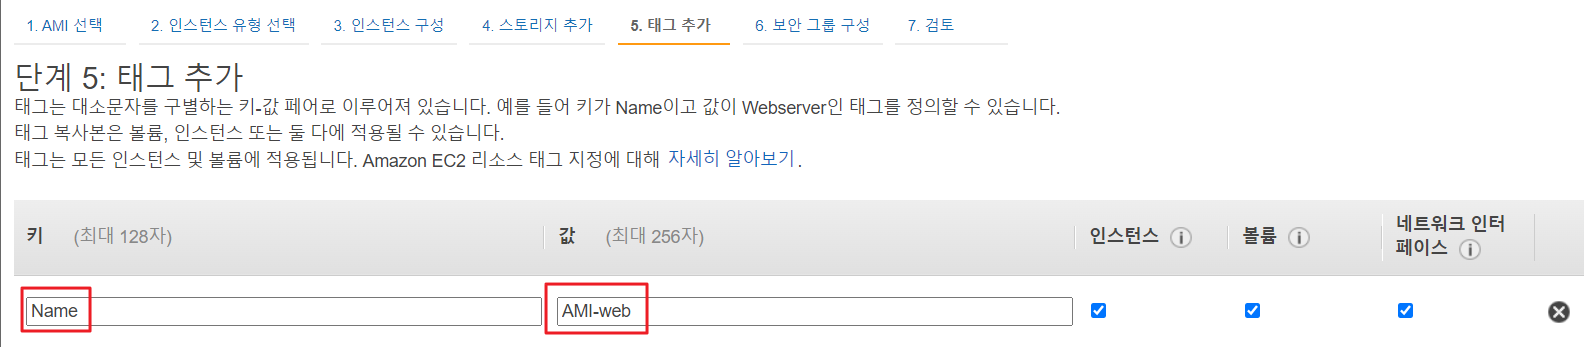 1. AMI 선택 2. 인스턴스 유형 선택 3. 인스턴스 구성 4. 스토리지 추가 5. 태그 추가 6. 보안 그룹 구성 7. 검토
단계 5: 태그 추가
태그는 대소문자를 구별하는 키-값 페어로 이루어져 있습니다. 예를 들어 키가 Name이고 값이 Webserver인 태그를 정의할 수 있습니다.
태그 복사본은 볼륨, 인스턴스 또는 둘 다에 적용될 수 있습니다.
태그는 모든 인스턴스 및 볼륨에 적용됩니다. Amazon EC2 리소스 태그 지정에 대해 자세히 알아보기.
키 (최대 128자) 값 (최대 256자) 인스턴스 볼륨 네트워크 인터
페이스
Name AMI-web